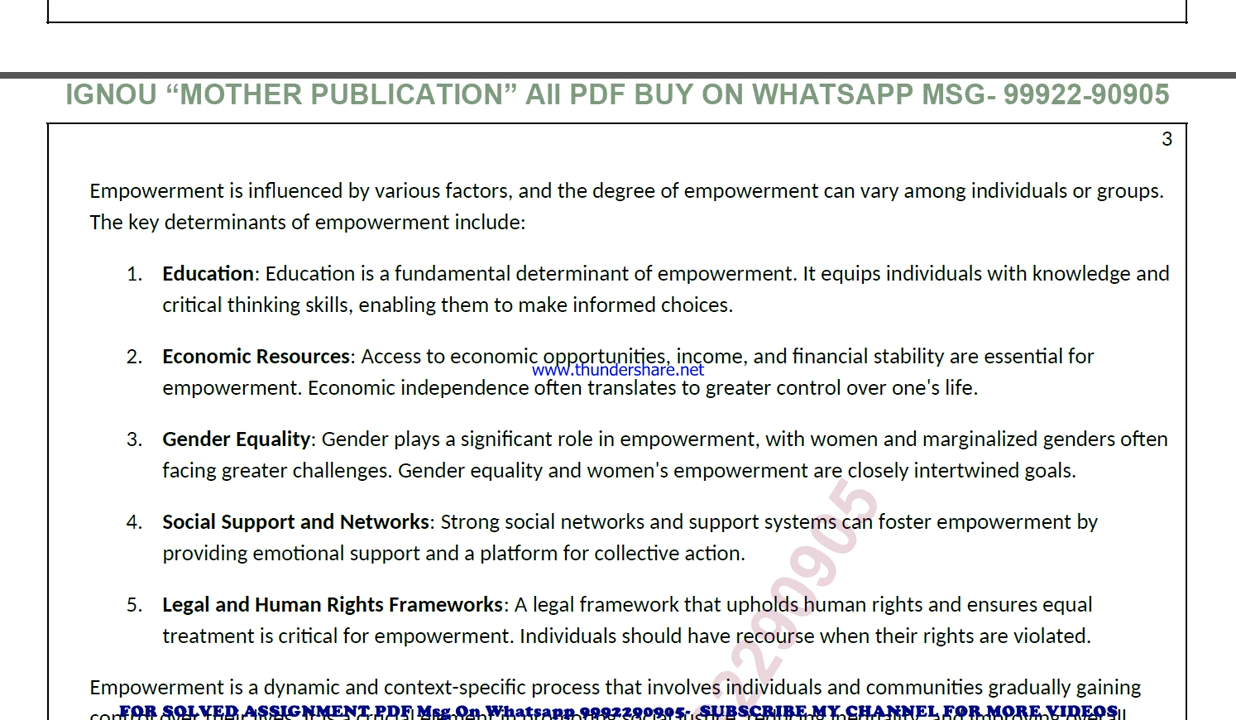 IGNOU “MOTHER PUBLICATION” All PDF BUY ON WHATSAPP MSG- 99922-90905
3
Empowerment is influenced by various factors, and the degree of empowerment can vary among individuals or groups.
The key determinants of empowerment include:
1. Education: Education is a fundamental determinant of empowerment. It equips individuals with knowledge and
critical thinking skills, enabling them to make informed choices.
2. Economic Resources: Access to economic opportunities, income, and financial stability are essential for
www.thundershare.net
empowerment. Economic independence often translates to greater control over one's life.
3. Gender Equality: Gender plays a significant role in empowerment, with women and marginalized genders often
facing greater challenges. Gender equality and women's empowerment are closely intertwined goals.
4. Social Support and Networks: Strong social networks and support systems can foster empowerment by
providing emotional support and a platform for collective action.
5. Legal and Human Rights Frameworks: A legal framework that upholds human rights and ensures equal
treatment is critical for empowerment. Individuals should have recourse when their rights are violated.
2290905
Empowerment is a dynamic and context-specific process that involves individuals and communities gradually gaining
FOR SOLVED ASSIGNMENT PDF Msg On Whatsapp 9992290905- SUBSCRIBE MY CHANNEL FOR MORE VIDEOS